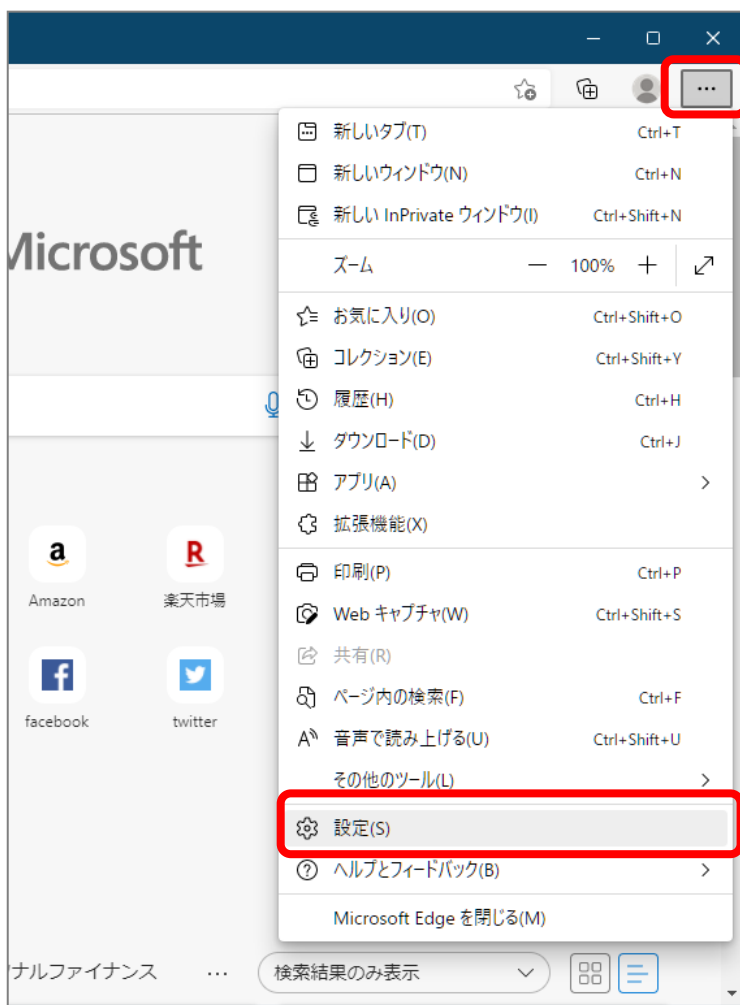 新しいタブ(T) Ctrl+T
新しいウィンドウ(N) Ctrl+N
新しい InPrivate ウィンドウ(I) Ctrl+Shift+N
Microsoft
ズーム 100%
お気に入り(O) Ctrl+Shift+O
コレクション(E) Ctrl+Shift+Y
履歴(H) Ctrl+H
ダウンロード(D) Ctrl+J
アプリ(A)
拡張機能(X)
印刷(P) Ctrl+P
Web キャプチャ(W) Ctrl+Shift+S
共有(R)
ページ内の検索(F) Ctrl+F
音声で読み上げる(U) Ctrl+Shift+U
その他のツール(L)
設定(S)
ヘルプとフィードバック(B)
Microsoft Edge を閉じる(M)
a
R
Amazon
楽天市場
f
facebook
twitter
ナルファイナンス
...
検索結果のみ表示